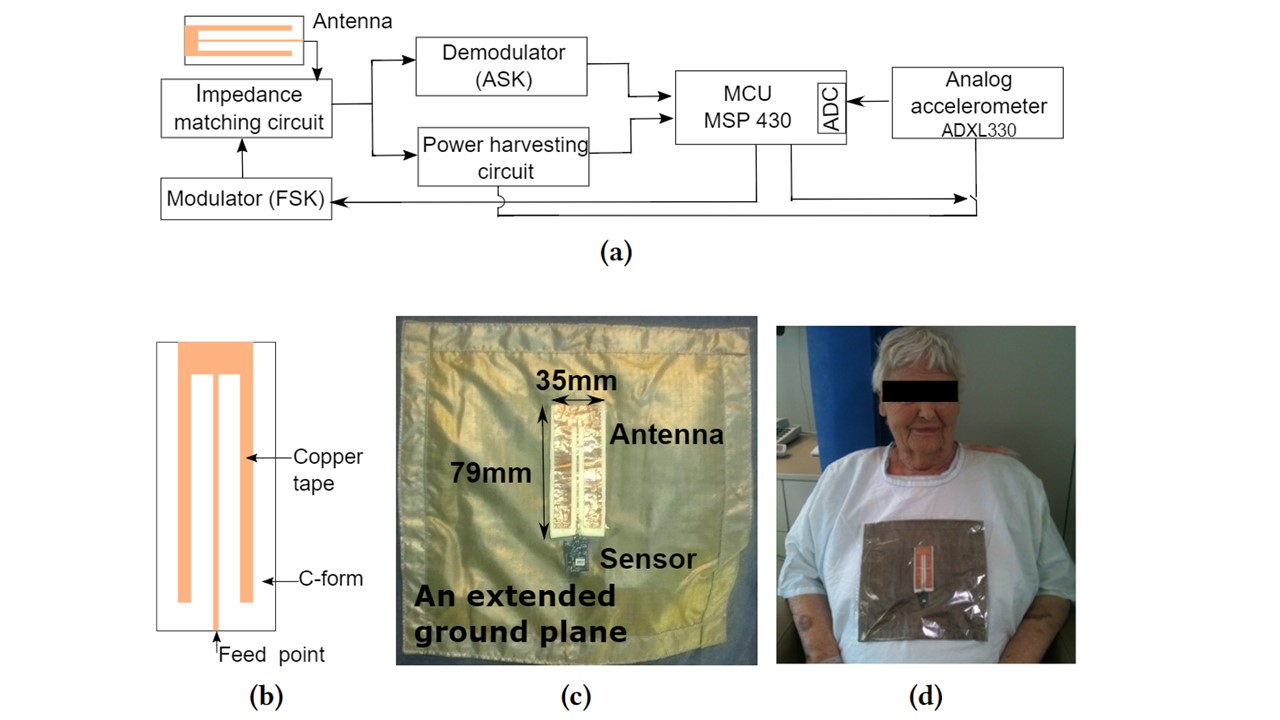 Antenna
Impedance
matching circuit
Modulator (FSK)
Demodulator
(ASK)
Power harvesting
circuit
MCU
MSP 430
ADC
Analog
accelerometer
ADXL330
(a)
Copper
tape
C-form
Feed point
(b)
35mm
Antenna
79mm
Sensor
An extended
ground plane
(c)
(d)